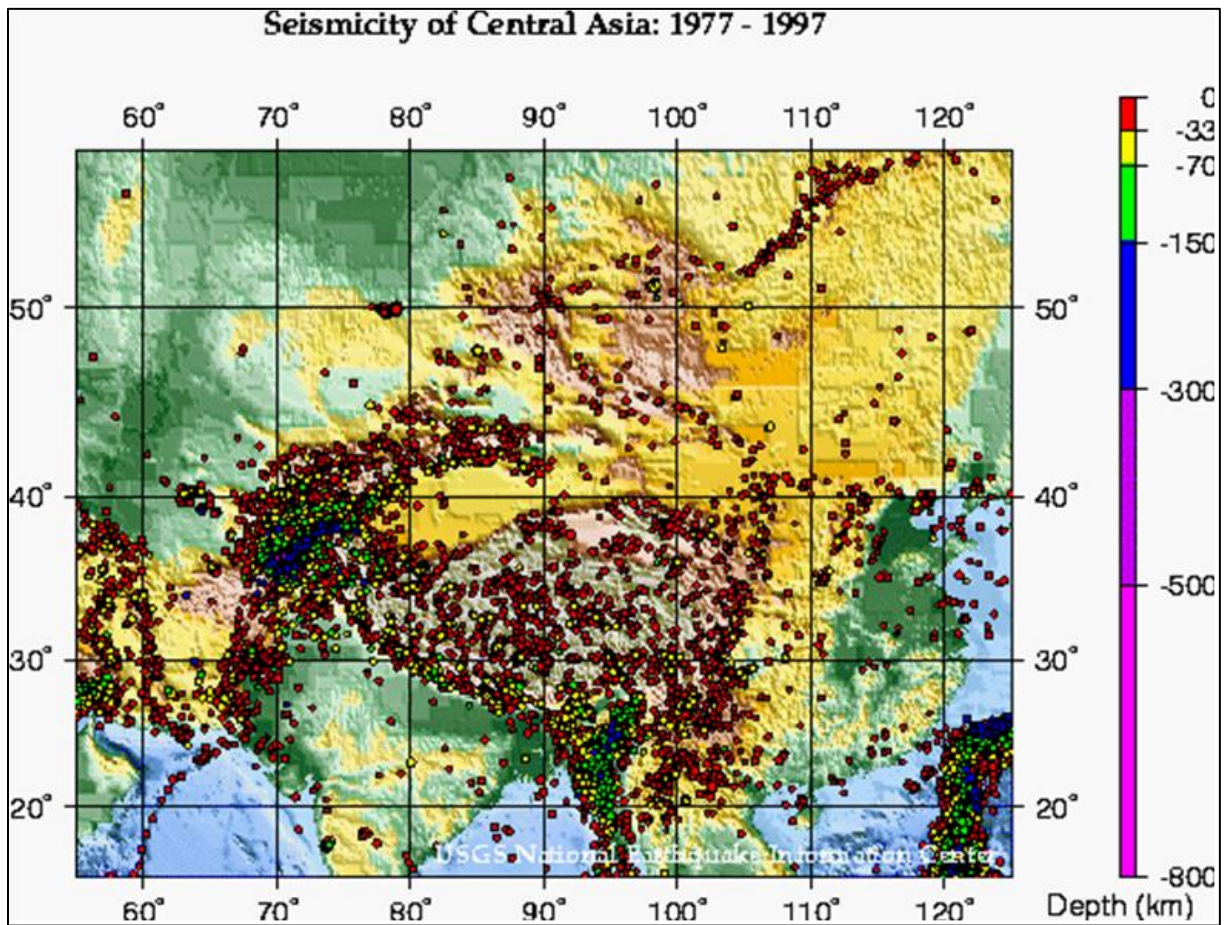 Seismicity of Central Asia: 1977 - 1997
60° 70° 80° 90° 100° 110° 120°
0
-33
-70
-150
-300
-500
-800
50° 50°
40° 40°
30° 30°
20° 20°
USGS National Earthquake Information Center
60° 70° 80° 90° 100° 110° 120°
Depth (km)